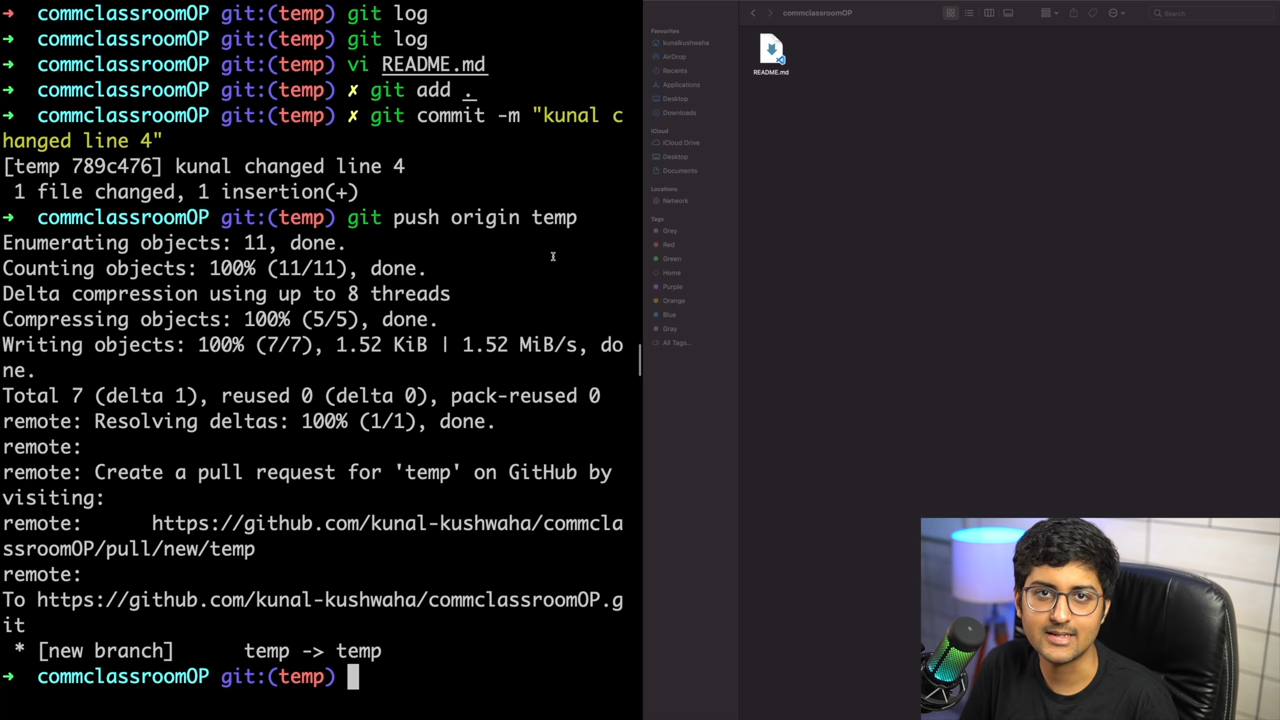 ➜ commclassroomOP git:(temp) git log
➜ commclassroomOP git:(temp) git log
➜ commclassroomOP git:(temp) vi README.md
➜ commclassroomOP git:(temp) ✗ git add .
➜ commclassroomOP git:(temp) ✗ git commit -m "kunal c
hanged line 4"
[temp 789c476] kunal changed line 4
1 file changed, 1 insertion(+)
➜ commclassroomOP git:(temp) git push origin temp
Enumerating objects: 11, done.
Counting objects: 100% (11/11), done.
Delta compression using up to 8 threads
Compressing objects: 100% (5/5), done.
Writing objects: 100% (7/7), 1.52 KiB | 1.52 MiB/s, do
ne.
Total 7 (delta 1), reused 0 (delta 0), pack-reused 0
remote: Resolving deltas: 100% (1/1), done.
remote:
remote: Create a pull request for 'temp' on GitHub by
visiting:
remote: https://github.com/kunal-kushwaha/commcla
ssroomOP/pull/new/temp
remote:
To https://github.com/kunal-kushwaha/commclassroomOP.g
it
* [new branch] temp -> temp
➜ commclassroomOP git:(temp)
commclassroomOP
Search
Favourites
kunalkushwaha
AirDrop
Recents
Applications
Desktop
Downloads
iCloud
iCloud Drive
Desktop
Documents
Locations
Network
Tags
Grey
Red
Green
Home
Purple
Orange
Blue
Gray
All Tags...
README.md